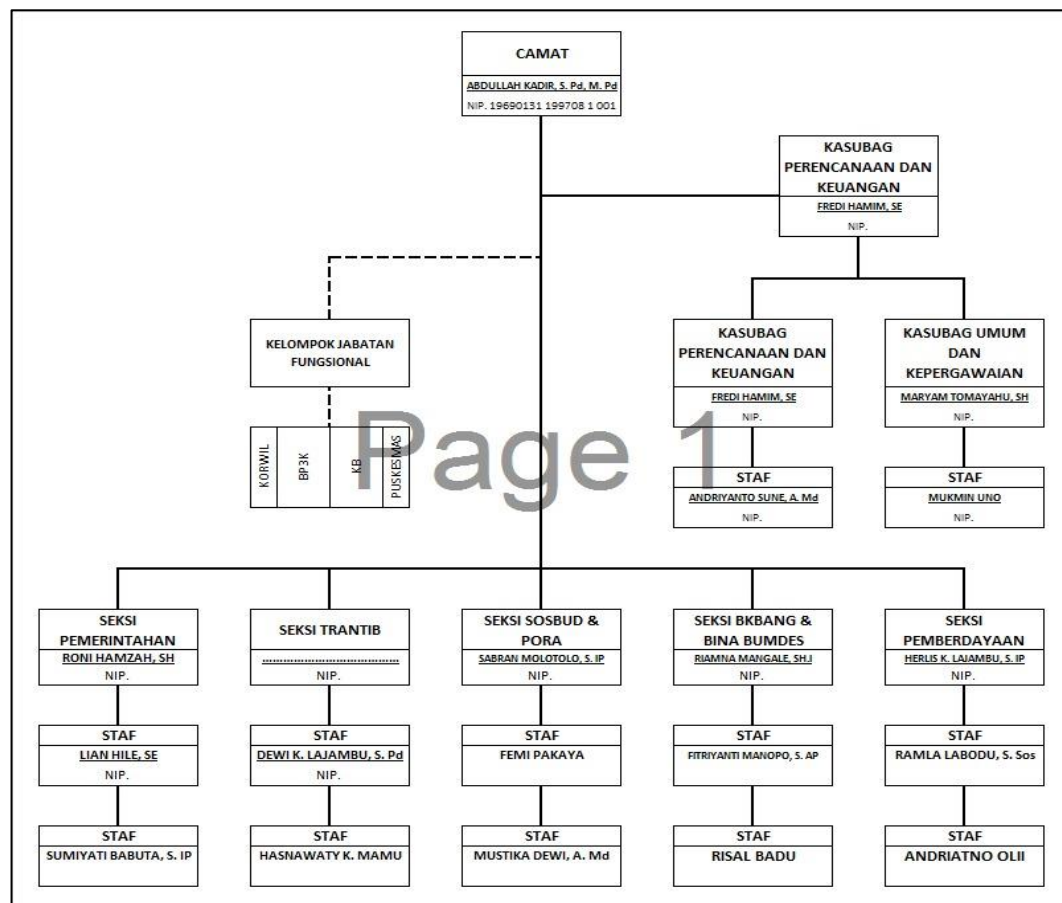 CAMAT
ABDULLAH KADIR, S. Pd, M. Pd
NIP. 19690131 199708 1 001
KASUBAG
PERENCANAAN DAN
KEUANGAN
FREDI HAMIM, SE
NIP.
KELOMPOK JABATAN
FUNGSIONAL
KORWIL
BP3K
KB
PUSKESMAS
KASUBAG
PERENCANAAN DAN
KEUANGAN
FREDI HAMIM, SE
NIP.
KASUBAG UMUM
DAN
KEPERGAWAIAN
MARYAM TOMAYAHU, SH
NIP.
Page 1
STAF
ANDRIYANTO SUNE, A. Md
NIP.
STAF
MUKMIN UNO
NIP.
SEKSI
PEMERINTAHAN
RONI HAMZAH, SH
NIP.
SEKSI TRANTIB
........................................
NIP.
SEKSI SOSBUD &
PORA
SABRAN MOLOTOLO, S. IP
NIP.
SEKSI BKBANG &
BINA BUMDES
RIAMNA MANGALE, SH.I
NIP.
SEKSI
PEMBERDAYAAN
HERLIS K. LAJAMBU, S. IP
NIP.
STAF
LIAN HILE, SE
NIP.
STAF
DEWI K. LAJAMBU, S. Pd
NIP.
STAF
FEMI PAKAYA
STAF
FITRIYANTI MANOPO, S. AP
STAF
RAMLA LABODU, S. Sos
STAF
SUMIYATI BABUTA, S. IP
STAF
HASNAWATY K. MAMU
STAF
MUSTIKA DEWI, A. Md
STAF
RISAL BADU
STAF
ANDRIATNO OLII